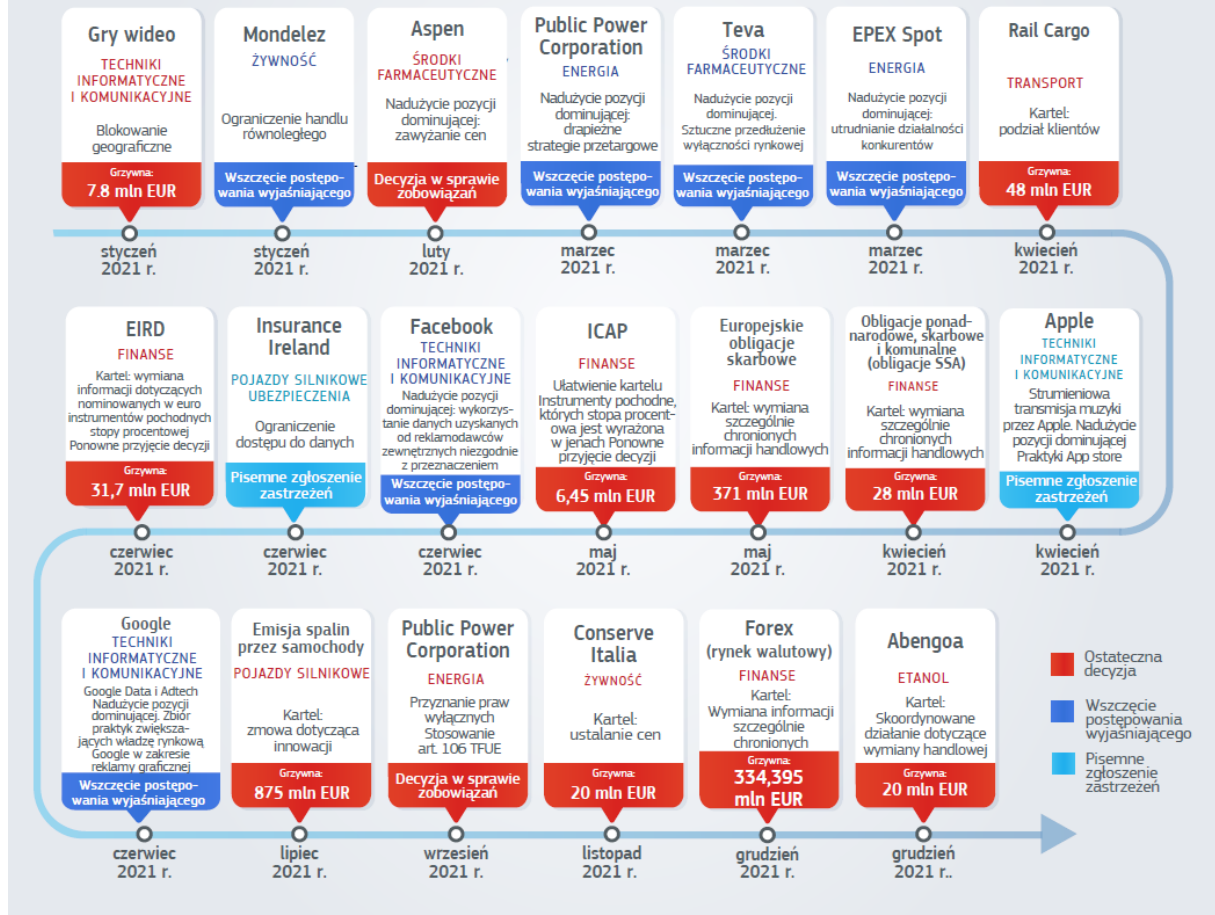 Gry wideo
TECHNIKI
INFORMATYCZNE
I KOMUNIKACYJNE
Blokowanie
geograficzne
Grzywna:
7.8 mln EUR
styczeń
2021 r.
Mondelez
ŻYWNOŚĆ
Ograniczenie handlu
równoległego
Wszczęcie postępo-
wania wyjaśniającego
styczeń
2021 r.
Aspen
ŚRODKI
FARMACEUTYCZNE
Nadużycie pozycji
dominującej:
zawyżanie cen
Decyzja w sprawie
zobowiązań
luty
2021 r.
Public Power
Corporation
ENERGIA
Nadużycie pozycji
dominującej:
drapieżne
strategie przetargowe
Wszczęcie postępo-
wania wyjaśniającego
marzec
2021 r.
Teva
ŚRODKI
FARMACEUTYCZNE
Nadużycie pozycji
dominującej.
Sztuczne przedłużenie
wyłączności rynkowej
Wszczęcie postępo-
wania wyjaśniającego
marzec
2021 r.
EPEX Spot
ENERGIA
Nadużycie pozycji
dominującej:
utrudnianie działalności
konkurentów
Wszczęcie postępo-
wania wyjaśniającego
marzec
2021 r.
Rail Cargo
TRANSPORT
Kartel:
podział klientów
Grzywna:
48 mln EUR
kwiecień
2021 r.
EIRD
FINANSE
Kartel: wymiana
informacji dotyczących
nominowanych w euro
instrumentów pochodnych
stopy procentowej
Ponowne przyjęcie decyzji
Grzywna:
31,7 mln EUR
czerwiec
2021 r.
Insurance
Ireland
POJAZDY SILNIKOWE
UBEZPIECZENIA
Ograniczenie
dostępu do danych
Pisemne zgłoszenie
zastrzeżeń
czerwiec
2021 r.
Facebook
TECHNIKI
INFORMATYCZNE
I KOMUNIKACYJNE
Nadużycie pozycji
dominującej: wykorzys-
tanie danych uzyskanych
od reklamodawców
zewnętrznych niezgodnie
z przeznaczeniem
Wszczęcie postępo-
wania wyjaśniającego
czerwiec
2021 r.
ICAP
FINANSE
Ułatwienie kartelu
Instrumenty pochodne,
których stopa procent-
owa jest wyrażona
w jenach Ponowne
przyjęcie decyzji
Grzywna:
6,45 mln EUR
maj
2021 r.
Europejskie
obligacje
skarbowe
FINANSE
Kartel: wymiana
szczególnie
chronionych
informacji handlowych
Grzywna:
371 mln EUR
maj
2021 r.
Obligacje ponad-
narodowe, skarbowe
i komunalne
(obligacje SSA)
FINANSE
Kartel: wymiana
szczególnie
chronionych
informacji handlowych
Grzywna:
28 mln EUR
kwiecień
2021 r.
Apple
TECHNIKI
INFORMATYCZNE
I KOMUNIKACYJNE
Strumieniowa
transmisja muzyki
przez Apple. Nadużycie
pozycji dominującej
Praktyki App store
Pisemne zgłoszenie
zastrzeżeń
kwiecień
2021 r.
Google
TECHNIKI
INFORMATYCZNE
I KOMUNIKACYJNE
Google Data i Adtech
Nadużycie pozycji
dominującej. Zbiór
praktyk zwiększa-
jących władzę rynkową
Google w zakresie
reklamy graficznej
Wszczęcie postępo-
wania wyjaśniającego
czerwiec
2021 r.
Emisja spalin
przez samochody
POJAZDY SILNIKOWE
Kartel:
zmowa dotycząca
innowacji
Grzywna:
875 mln EUR
lipiec
2021 r.
Public Power
Corporation
ENERGIA
Przyznanie praw
wyłącznych
Stosowanie
art. 106 TFUE
Decyzja w sprawie
zobowiązań
wrzesień
2021 r.
Conserve
Italia
ŻYWNOŚĆ
Kartel:
ustalanie cen
Grzywna:
20 mln EUR
listopad
2021 r.
Forex
(rynek walutowy)
FINANSE
Kartel:
Wymiana informacji
szczególnie
chronionych
Grzywna:
334,395
mln EUR
grudzień
2021 r.
Abengoa
ETANOL
Kartel:
Skoordynowane
działanie dotyczące
wymiany handlowej
Grzywna:
20 mln EUR
grudzień
2021 r..
Ostateczna
decyzja
Wszczęcie
postępowania
wyjaśniającego
Pisemne
zgłoszenie
zastrzeżeń